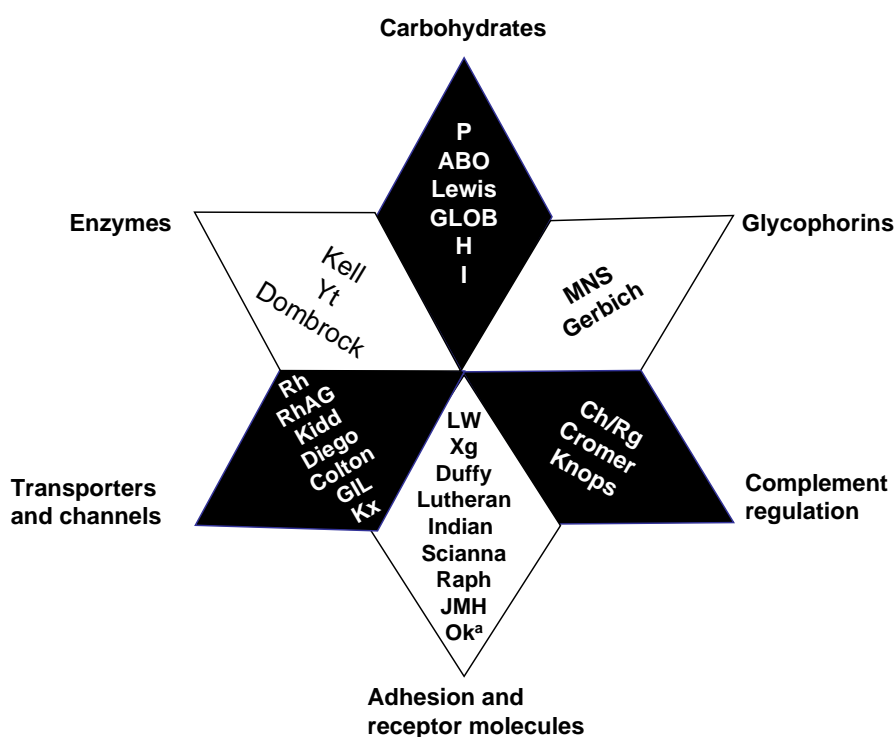 Carbohydrates
P
ABO
Lewis
GLOB
H
I
Enzymes
Kell
Yt
Dombrock
Glycophorins
MNS
Gerbich
Transporters
and channels
Rh
RhAG
Kidd
Diego
Colton
GIL
Kx
LW
Xg
Duffy
Lutheran
Indian
Scianna
Raph
JMH
Okᵃ
Ch/Rg
Cromer
Knops
Complement
regulation
Adhesion and
receptor molecules